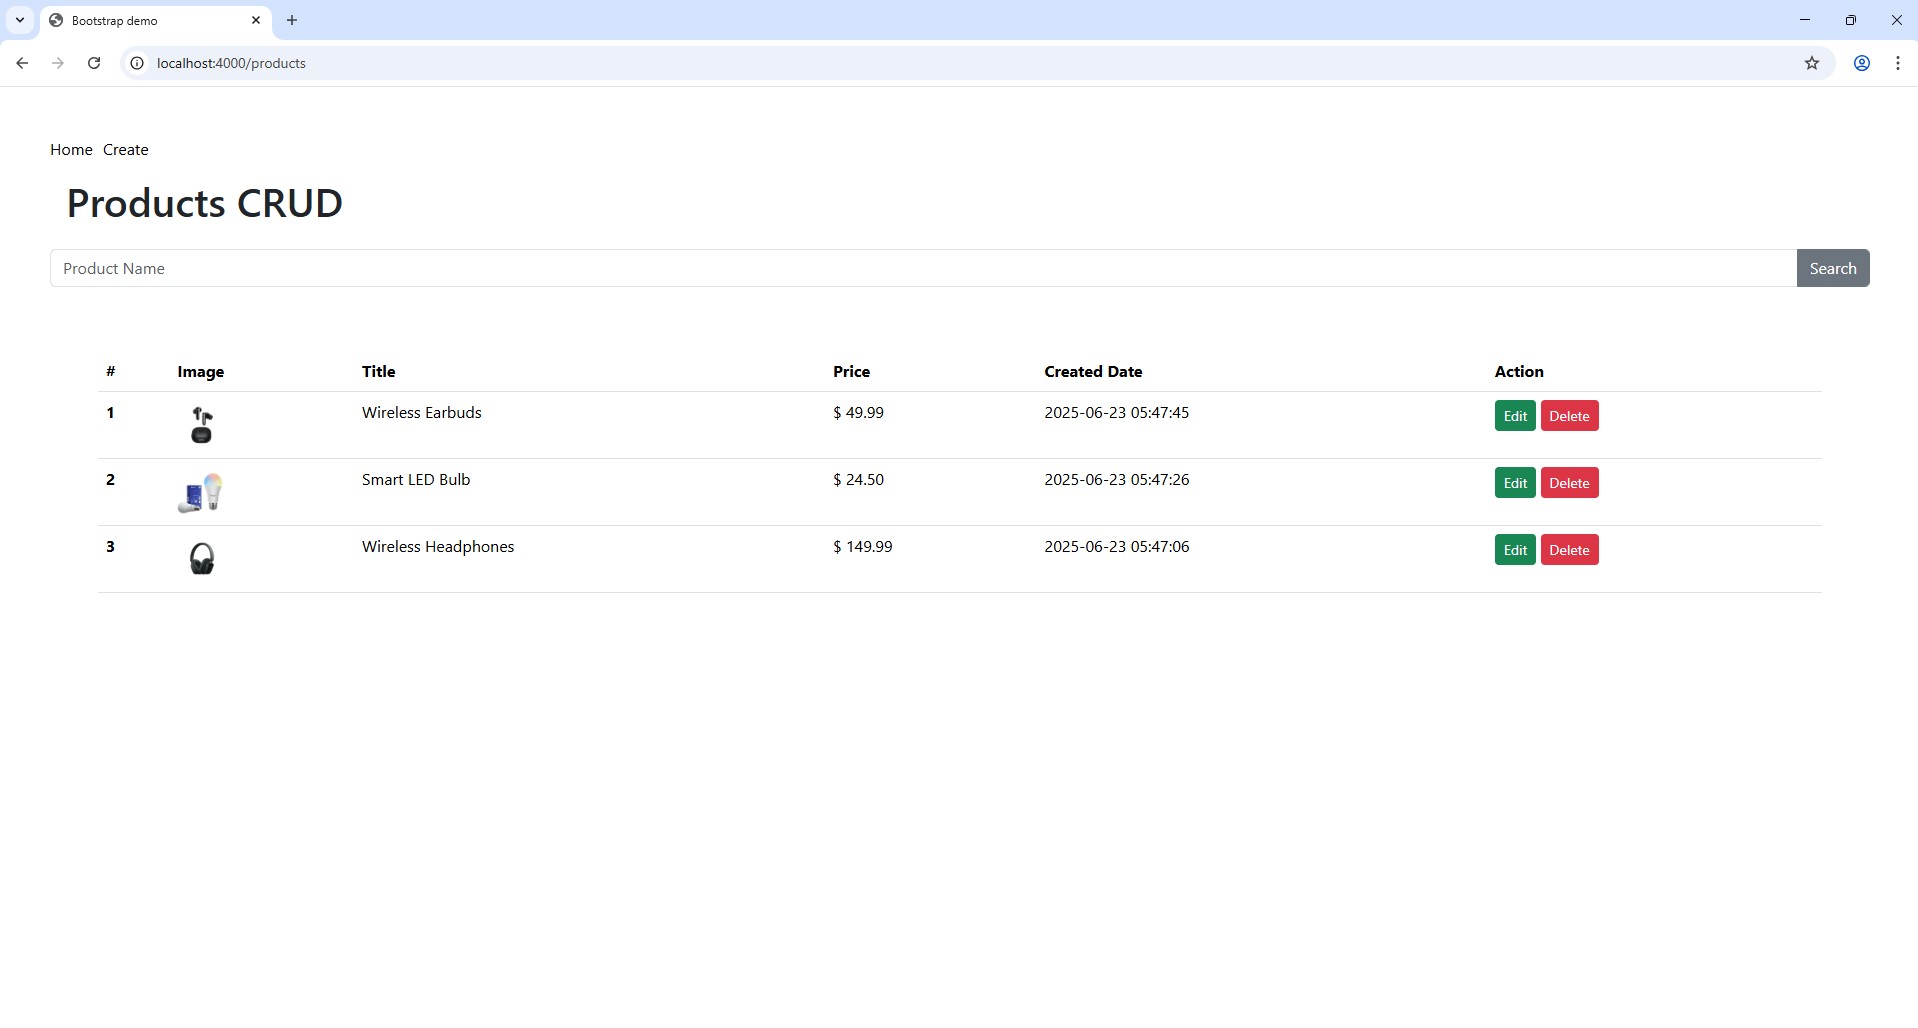 Bootstrap demo
localhost:4000/products
Home Create
Products CRUD
Product Name Search
# Image Title Price Created Date Action
1 Wireless Earbuds $ 49.99 2025-06-23 05:47:45 Edit Delete
2 Smart LED Bulb $ 24.50 2025-06-23 05:47:26 Edit Delete
3 Wireless Headphones $ 149.99 2025-06-23 05:47:06 Edit Delete